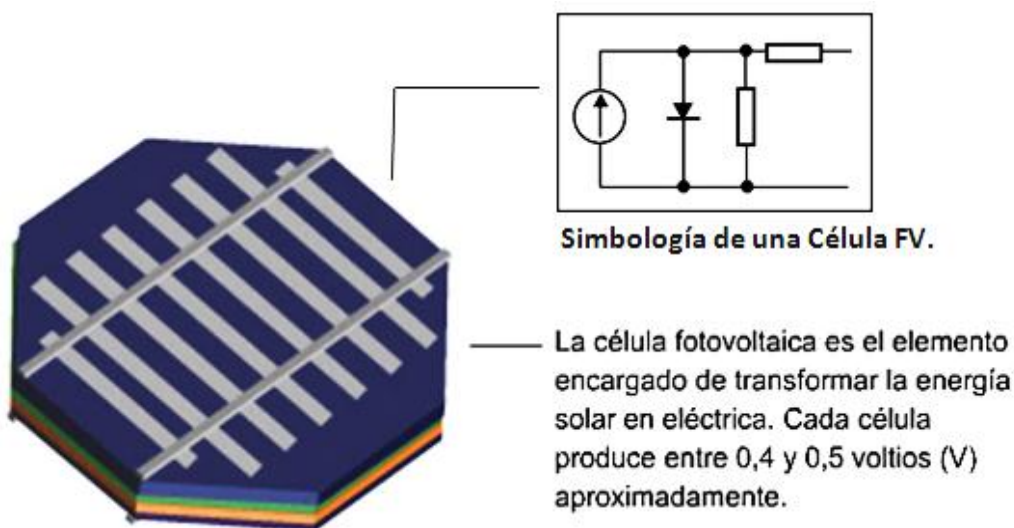 Simbología de una Célula FV.
La célula fotovoltaica es el elemento
encargado de transformar la energía
solar en eléctrica. Cada célula
produce entre 0,4 y 0,5 voltios (V)
aproximadamente.